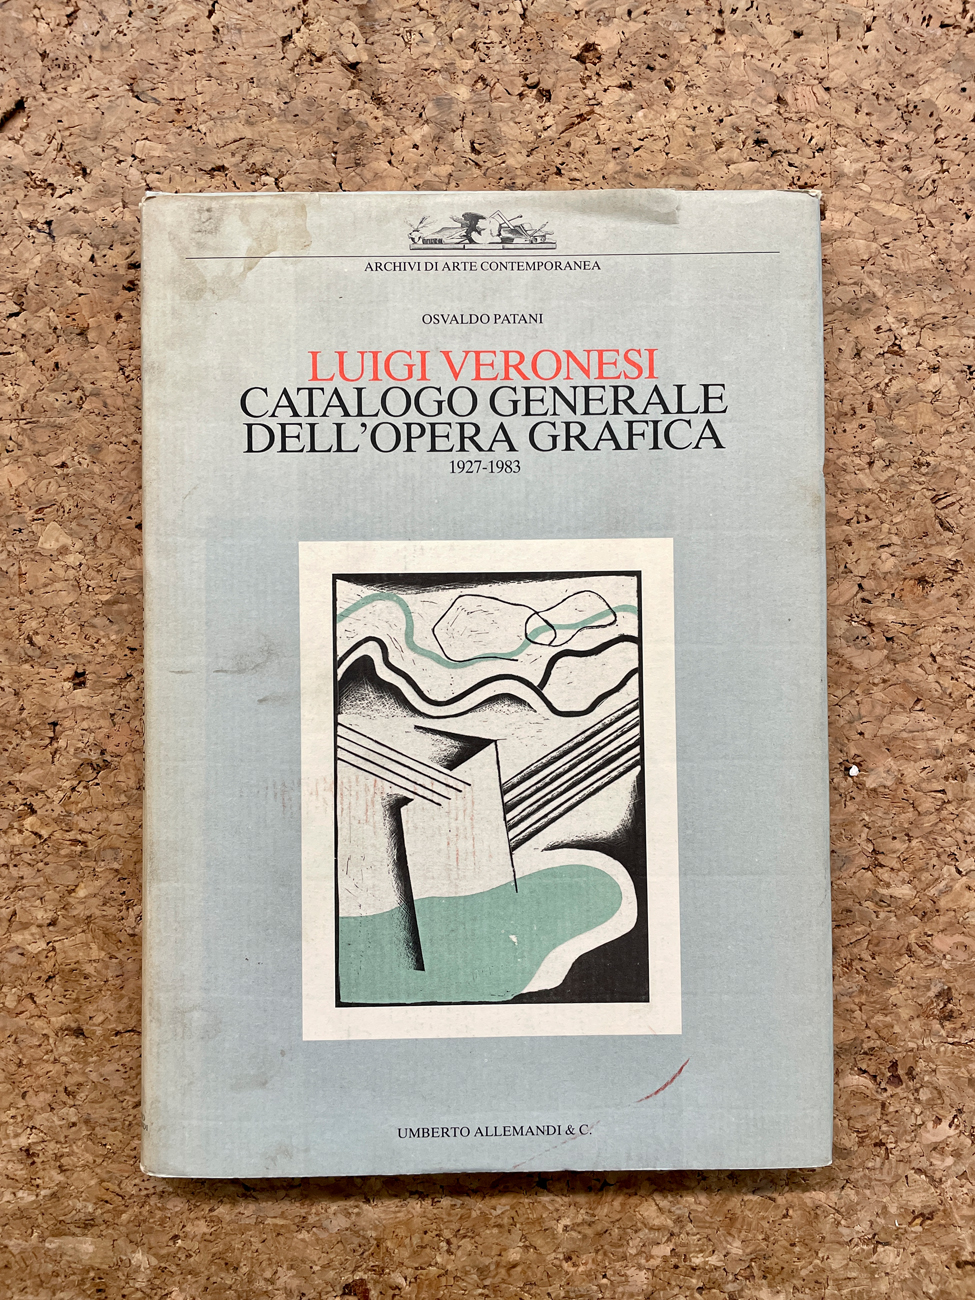 ARCHIVI DI ARTE CONTEMPORANEA
OSVALDO PATANI
LUIGI VERONESI
CATALOGO GENERALE
DELL'OPERA GRAFICA
1927-1983
UMBERTO ALLEMANDI & C.